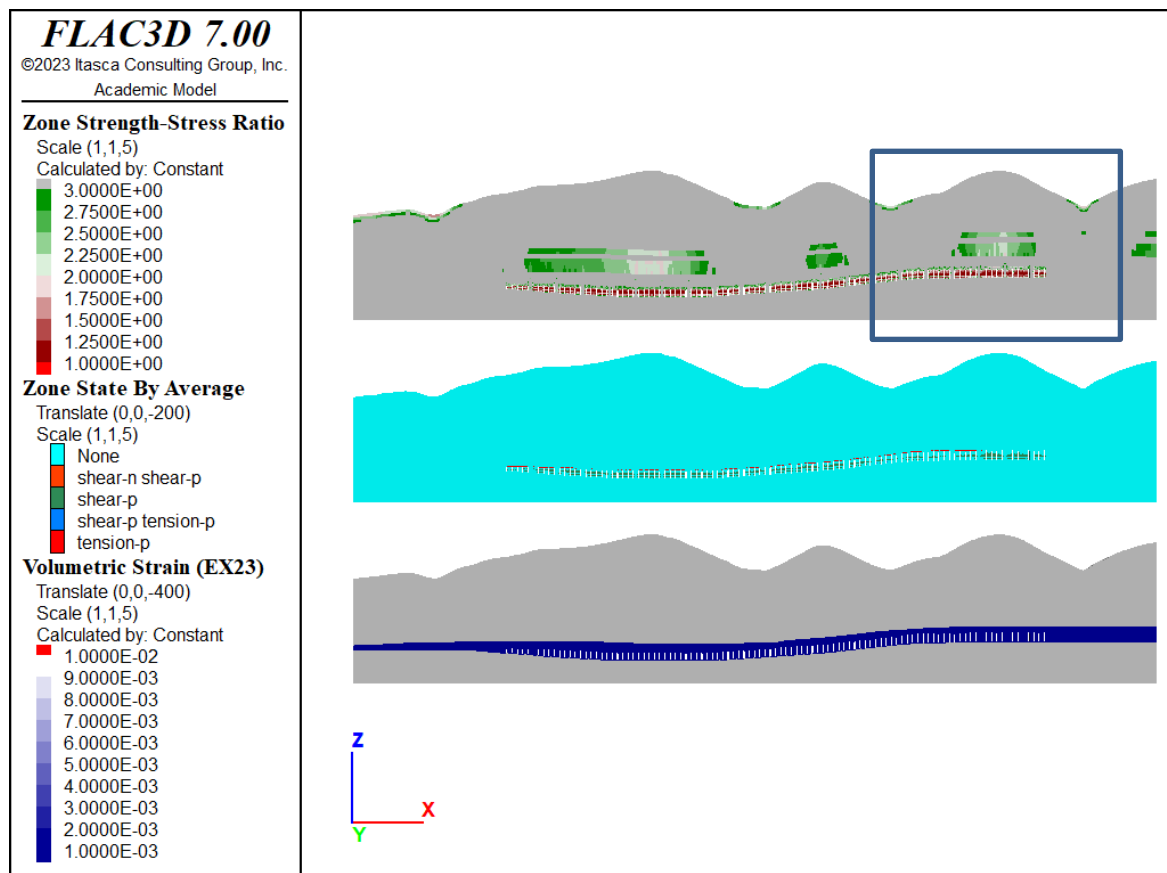 FLAC3D 7.00
©2023 Itasca Consulting Group, Inc.
Academic Model
Zone Strength-Stress Ratio
Scale (1,1,5)
Calculated by: Constant
3.0000E+00
2.7500E+00
2.5000E+00
2.2500E+00
2.0000E+00
1.7500E+00
1.5000E+00
1.2500E+00
1.0000E+00
Zone State By Average
Translate (0,0,-200)
Scale (1,1,5)
None
shear-n shear-p
shear-p
shear-p tension-p
tension-p
Volumetric Strain (EX23)
Translate (0,0,-400)
Scale (1,1,5)
Calculated by: Constant
1.0000E-02
9.0000E-03
8.0000E-03
7.0000E-03
6.0000E-03
5.0000E-03
4.0000E-03
3.0000E-03
2.0000E-03
1.0000E-03
Z
X
Y